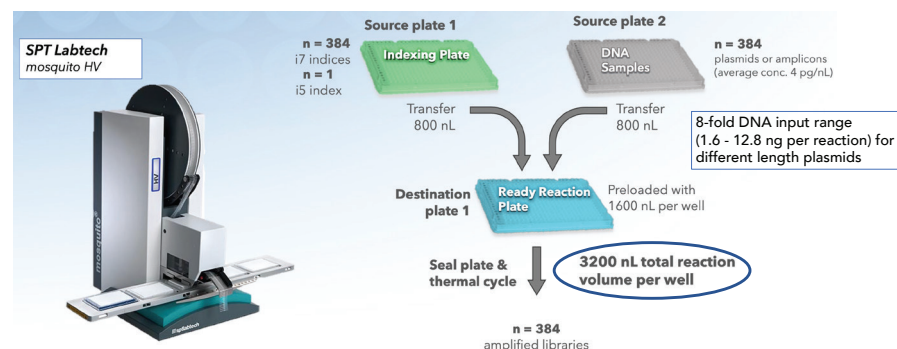 SPT Labtech
mosquito HV
Source plate 1
n = 384
i7 indices
n = 1
i5 index
Indexing Plate
Source plate 2
DNA
Samples
n = 384
plasmids or amplicons
(average conc. 4 pg/nL)
Transfer
800 nL
Transfer
800 nL
8-fold DNA input range
(1.6 - 12.8 ng per reaction) for
different length plasmids
Destination
plate 1
Ready Reaction
Plate
Preloaded with
1600 nL per well
Seal plate &
thermal cycle
3200 nL total reaction
volume per well
n = 384
amplified libraries
HV
mosquito
sptlabtech